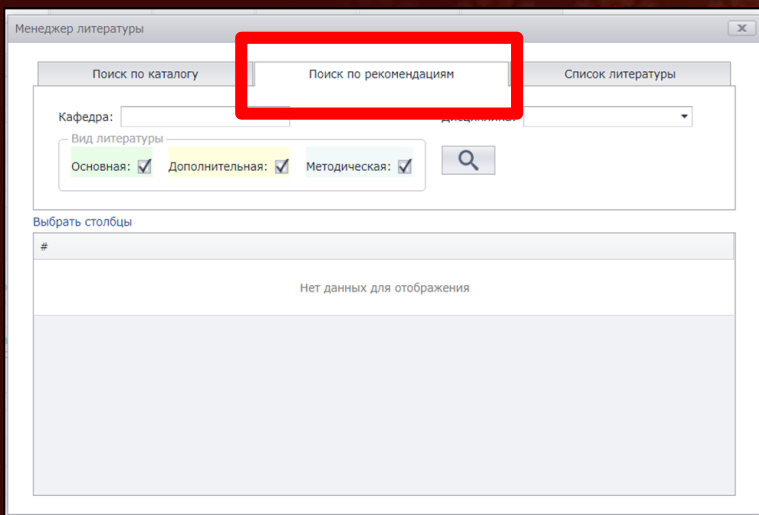 Менеджер литературы
Поиск по каталогу
Поиск по рекомендациям
Список литературы
Кафедра:
Вид литературы
Основная:
Дополнительная:
Методическая:
Выбрать столбцы
#
Нет данных для отображения